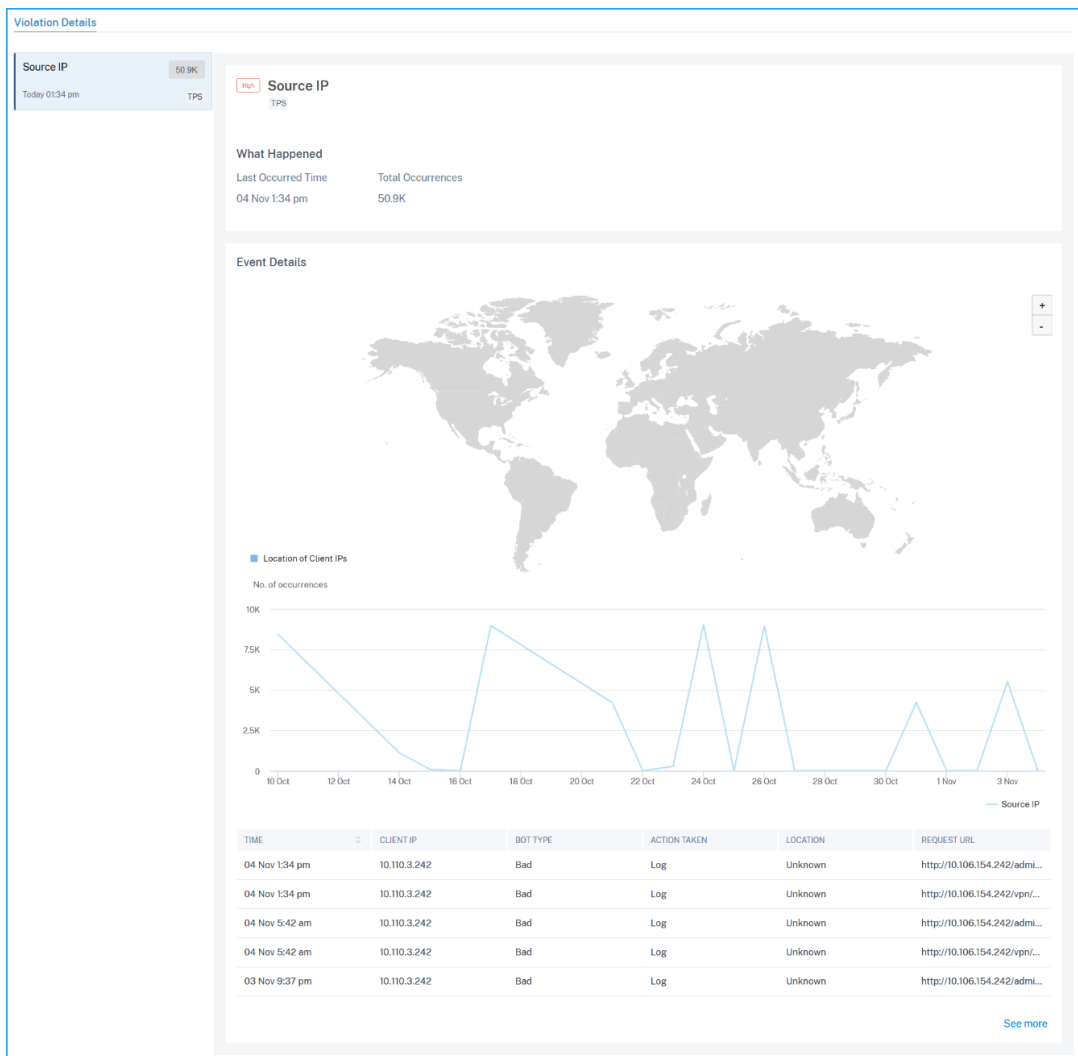 Violation Details
Source IP 50.9K
Today 01:34 pm TPS
High Source IP
TPS
What Happened
Last Occurred Time Total Occurrences
04 Nov 1:34 pm 50.9K
Event Details
+
-
Location of Client IPs
No. of occurrences
10K
7.5K
5K
2.5K
0
10 Oct 12 Oct 14 Oct 16 Oct 18 Oct 20 Oct 22 Oct 24 Oct 26 Oct 28 Oct 30 Oct 1 Nov 3 Nov
Source IP
TIME CLIENT IP BOT TYPE ACTION TAKEN LOCATION REQUEST URL
04 Nov 1:34 pm 10.110.3.242 Bad Log Unknown http://10.106.154.242/admi...
04 Nov 1:34 pm 10.110.3.242 Bad Log Unknown http://10.106.154.242/vpn/...
04 Nov 5:42 am 10.110.3.242 Bad Log Unknown http://10.106.154.242/admi...
04 Nov 5:42 am 10.110.3.242 Bad Log Unknown http://10.106.154.242/vpn/...
03 Nov 9:37 pm 10.110.3.242 Bad Log Unknown http://10.106.154.242/admi...
See more